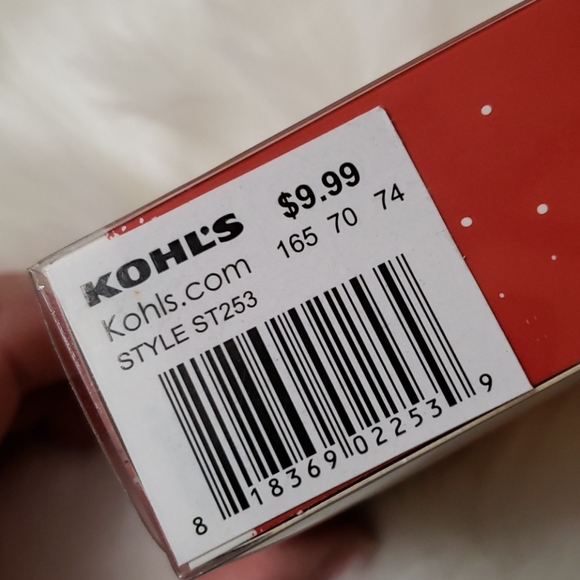 KOHL'S
Kohls.com
STYLE ST253
$9.99
165 70 74
8 18369 02253 9